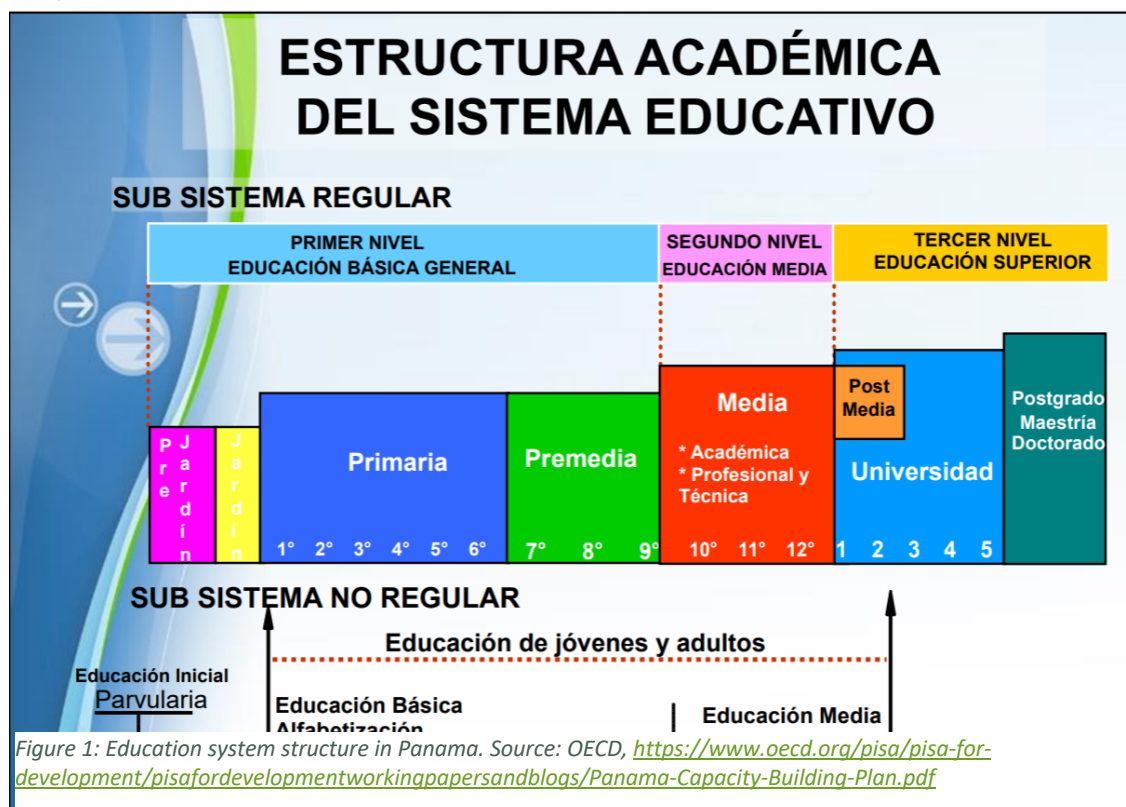 ESTRUCTURA ACADÉMICA
DEL SISTEMA EDUCATIVO
SUB SISTEMA REGULAR
PRIMER NIVEL
EDUCACIÓN BÁSICA GENERAL
SEGUNDO NIVEL
EDUCACIÓN MEDIA
TERCER NIVEL
EDUCACIÓN SUPERIOR
Pre
Jardín
Jardín
Primaria
1° 2° 3° 4° 5° 6°
Premedia
7° 8° 9°
Media
* Académica
* Profesional y
Técnica
10° 11° 12°
Post
Media
Universidad
1 2 3 4 5
Postgrado
Maestría
Doctorado
SUB SISTEMA NO REGULAR
Educación de jóvenes y adultos
Educación Inicial
Parvularia
Educación Básica
Alfabetización
Educación Media
Figure 1: Education system structure in Panama. Source: OECD, https://www.oecd.org/pisa/pisa-for-
development/pisafordevelopmentworkingpapersandblogs/Panama-Capacity-Building-Plan.pdf